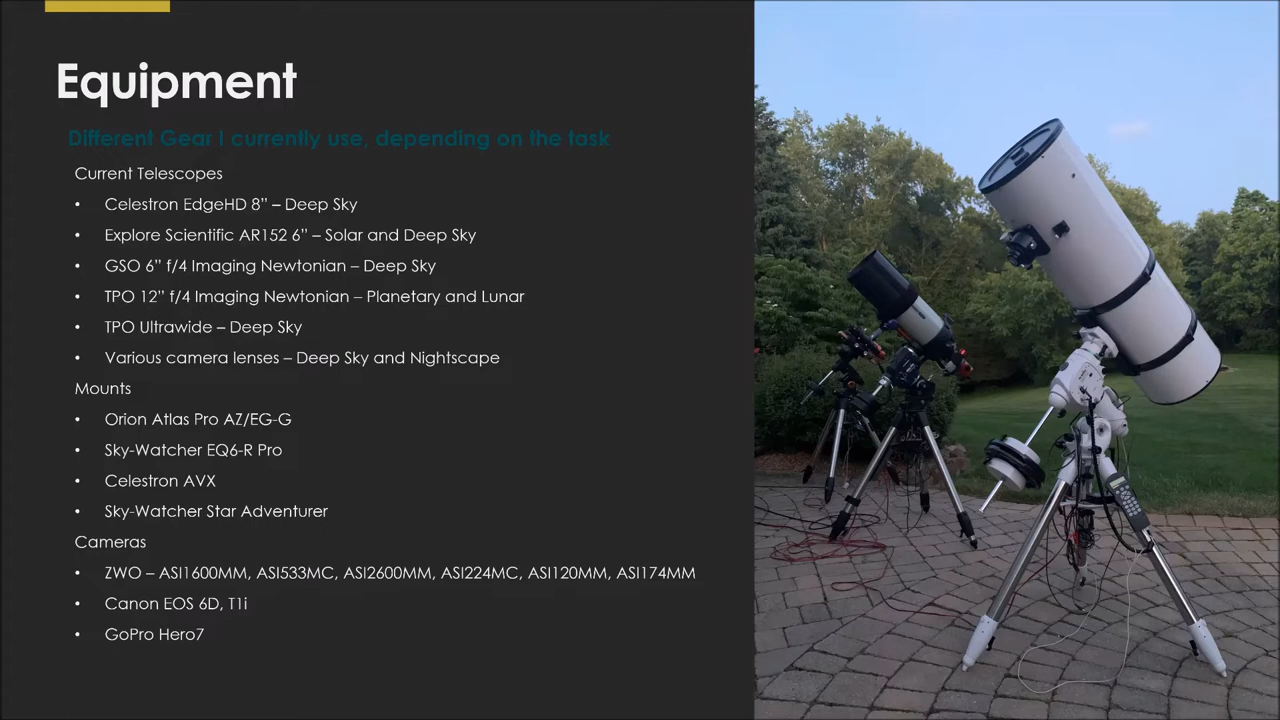 Equipment
Different Gear I currently use, depending on the task
Current Telescopes
• Celestron EdgeHD 8” – Deep Sky
• Explore Scientific AR152 6” – Solar and Deep Sky
• GSO 6” f/4 Imaging Newtonian – Deep Sky
• TPO 12” f/4 Imaging Newtonian – Planetary and Lunar
• TPO Ultrawide – Deep Sky
• Various camera lenses – Deep Sky and Nightscape
Mounts
• Orion Atlas Pro AZ/EG-G
• Sky-Watcher EQ6-R Pro
• Celestron AVX
• Sky-Watcher Star Adventurer
Cameras
• ZWO – ASI1600MM, ASI533MC, ASI2600MM, ASI224MC, ASI120MM, ASI174MM
• Canon EOS 6D, T1i
• GoPro Hero7